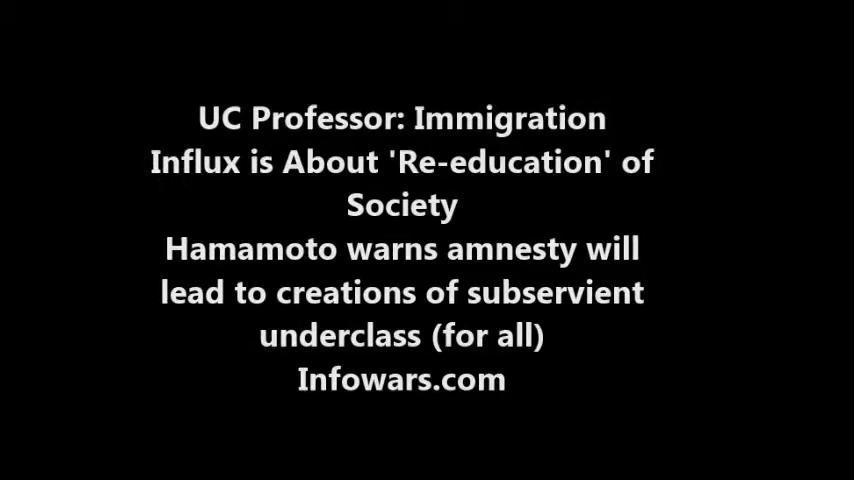 UC Professor: Immigration
Influx is About 'Re-education' of
Society
Hamamoto warns amnesty will
lead to creations of subservient
underclass (for all)
Infowars.com